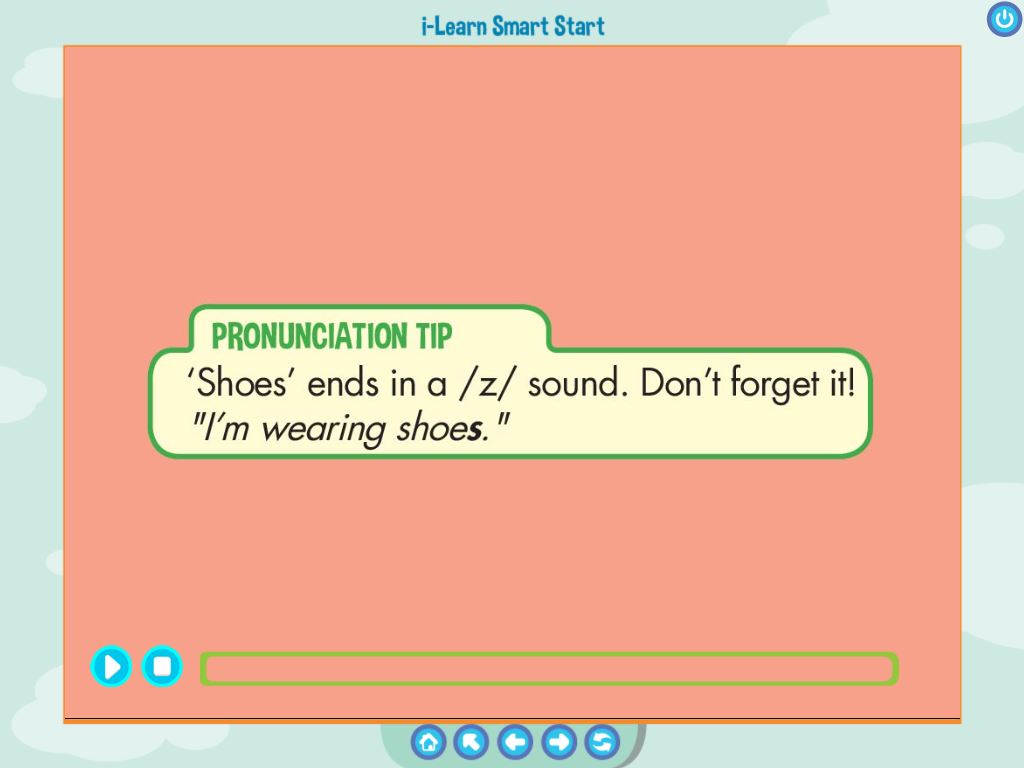 i-Learn Smart Start
PRONUNCIATION TIP
‘Shoes’ ends in a /z/ sound. Don’t forget it!
"I’m wearing shoes."